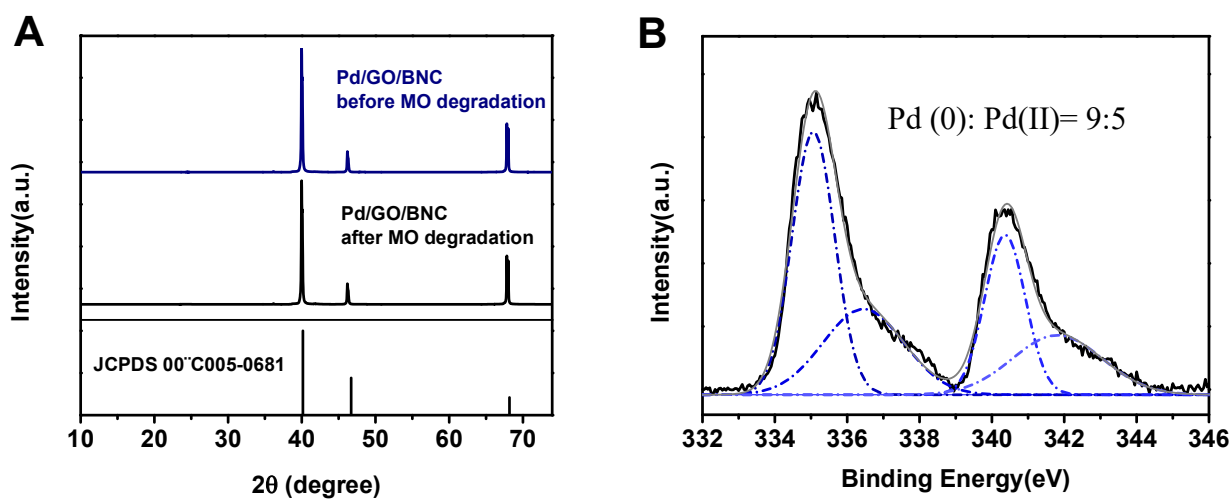 A
Pd/GO/BNC
before MO degradation
Pd/GO/BNC
after MO degradation
JCPDS 00¨C005-0681
Intensity(a.u.)
10 20 30 40 50 60 70
2θ (degree)
B
Pd (0): Pd(II)= 9:5
Intensity(a.u.)
332 334 336 338 340 342 344 346
Binding Energy(eV)